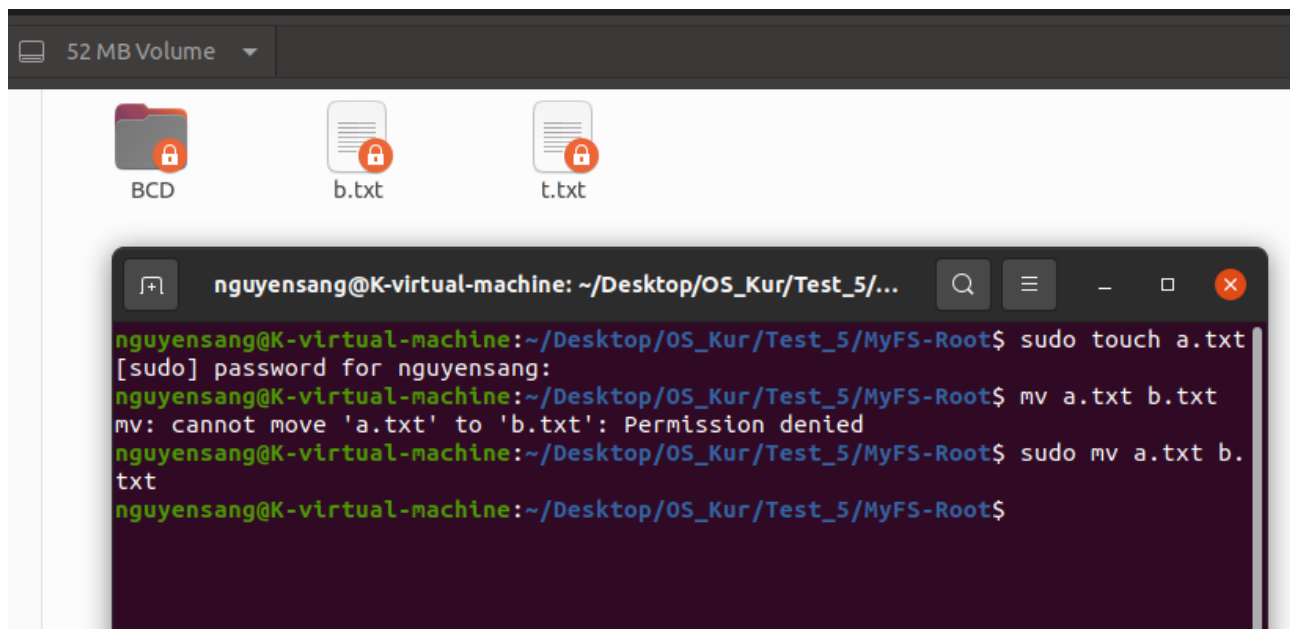 52 MB Volume
BCD
b.txt
t.txt
nguyensang@K-virtual-machine: ~/Desktop/OS_Kur/Test_5/...
nguyensang@K-virtual-machine:~/Desktop/OS_Kur/Test_5/MyFS-Root$ sudo touch a.txt
[sudo] password for nguyensang:
nguyensang@K-virtual-machine:~/Desktop/OS_Kur/Test_5/MyFS-Root$ mv a.txt b.txt
mv: cannot move 'a.txt' to 'b.txt': Permission denied
nguyensang@K-virtual-machine:~/Desktop/OS_Kur/Test_5/MyFS-Root$ sudo mv a.txt b.
txt
nguyensang@K-virtual-machine:~/Desktop/OS_Kur/Test_5/MyFS-Root$